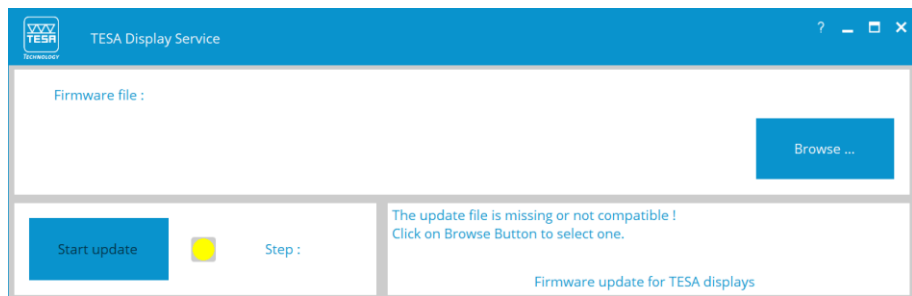 TESA
TECHNOLOGY
TESA Display Service
?
Firmware file :
Browse ...
Start update
Step :
The update file is missing or not compatible !
Click on Browse Button to select one.
Firmware update for TESA displays